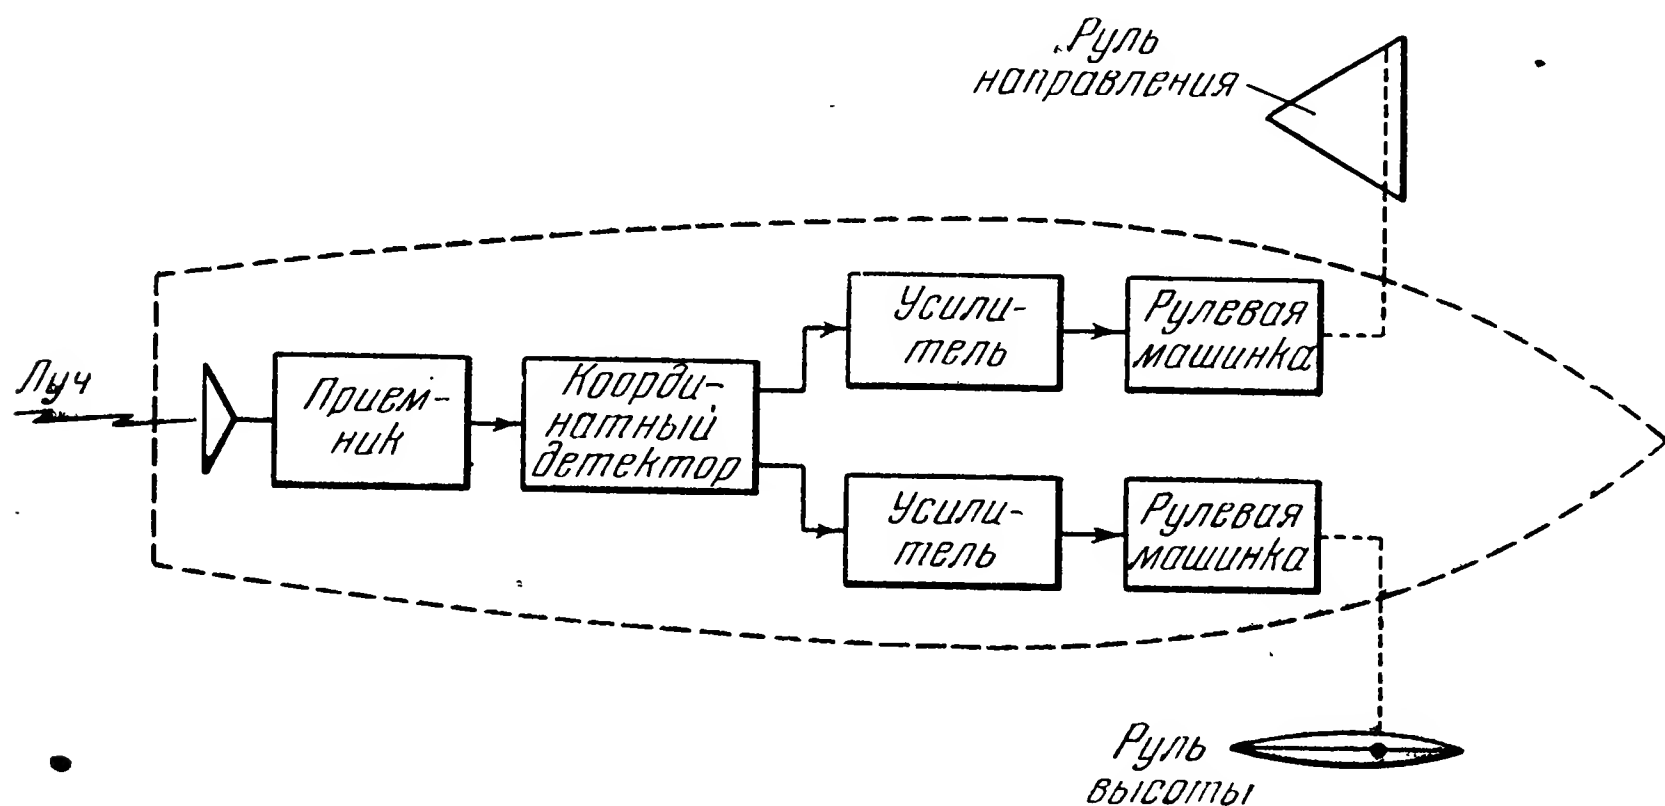 Руль
направления
Луч
Прием-
ник
Коорди-
натный
детектор
Усили-
тель
Рулевая
машинка
Усили-
тель
Рулевая
машинка
Руль
высоты